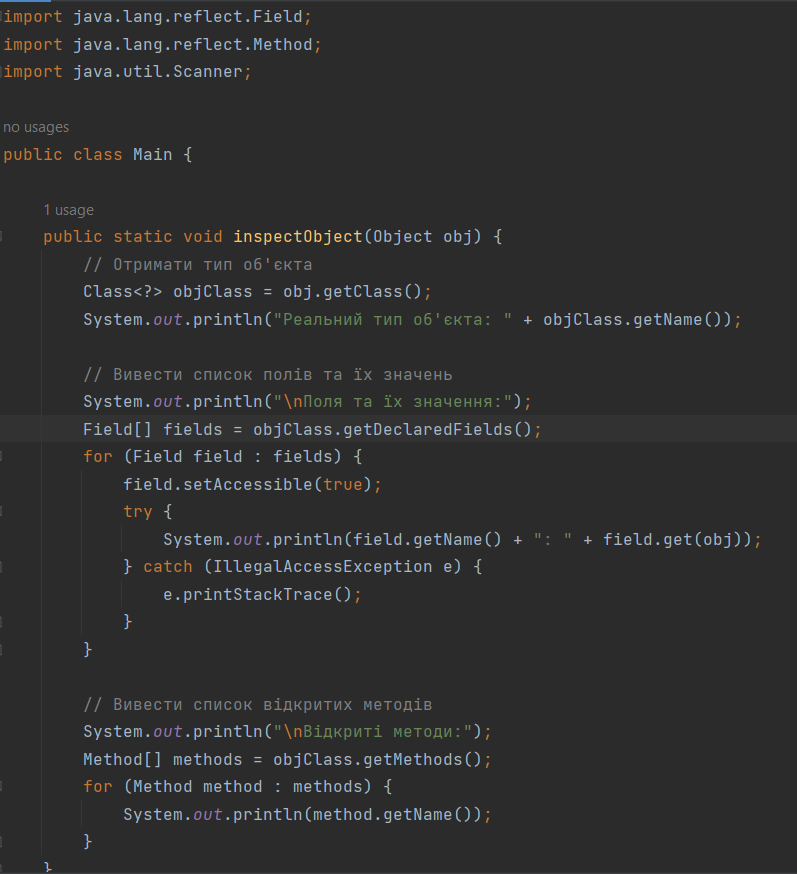 import java.lang.reflect.Field;
import java.lang.reflect.Method;
import java.util.Scanner;
no usages
public class Main {
1 usage
public static void inspectObject(Object obj) {
// Отримати тип об'єкта
Class<?> objClass = obj.getClass();
System.out.println("Реальний тип об'єкта: " + objClass.getName());
// Вивести список полів та їх значень
System.out.println("\nПоля та їх значення:");
Field[] fields = objClass.getDeclaredFields();
for (Field field : fields) {
field.setAccessible(true);
try {
System.out.println(field.getName() + ": " + field.get(obj));
} catch (IllegalAccessException e) {
e.printStackTrace();
}
}
// Вивести список відкритих методів
System.out.println("\nВідкриті методи:");
Method[] methods = objClass.getMethods();
for (Method method : methods) {
System.out.println(method.getName());
}
}